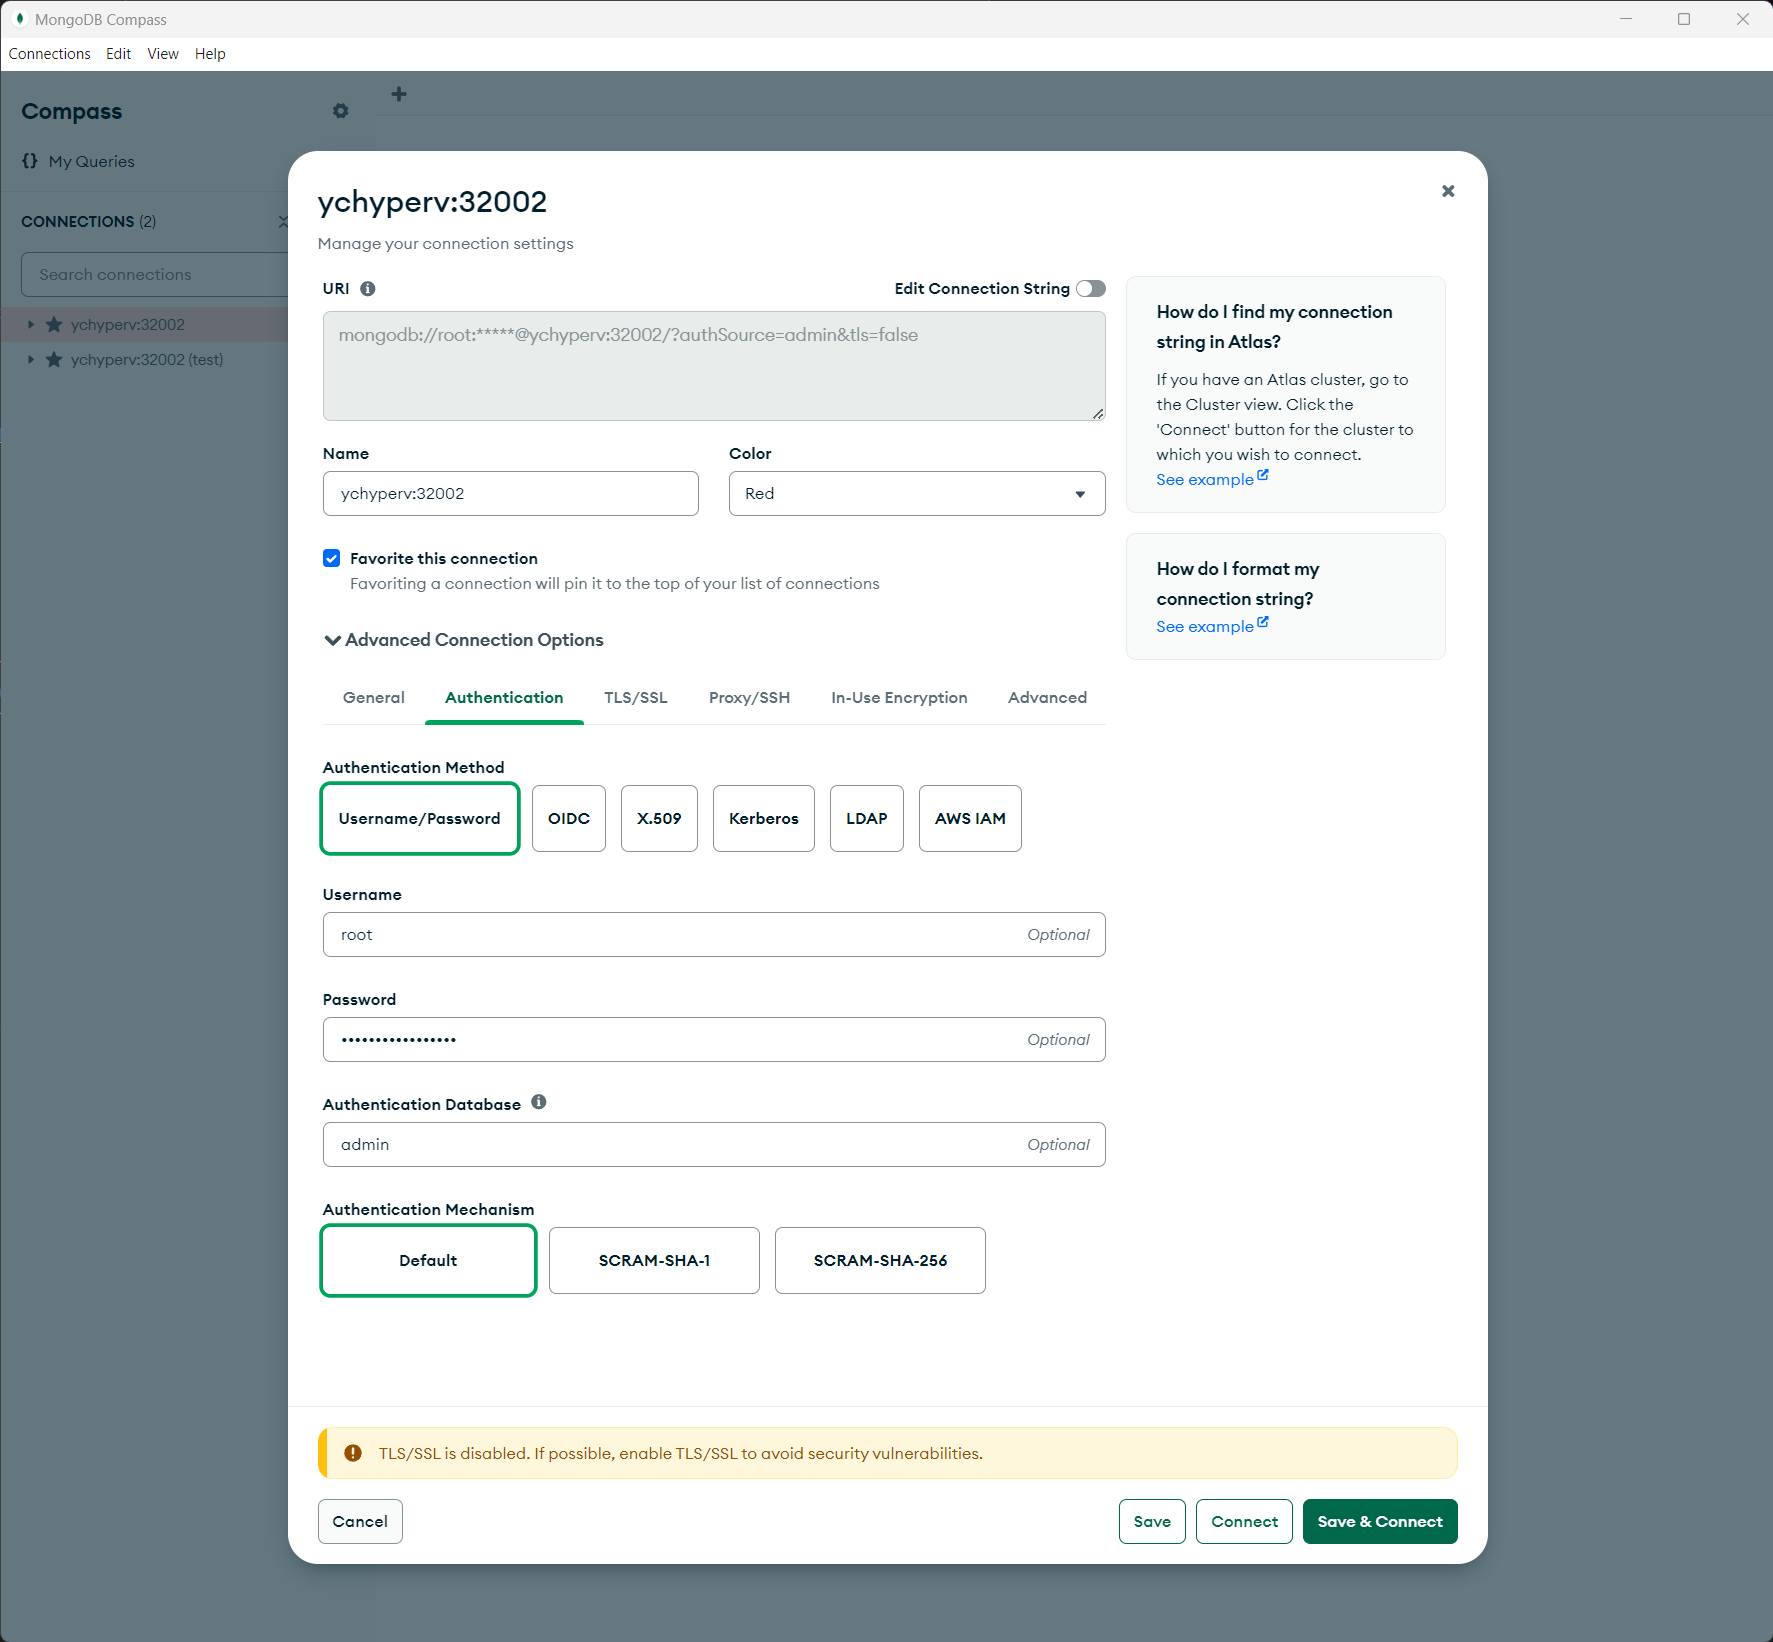 MongoDB Compass
Connections Edit View Help
Compass
{} My Queries
CONNECTIONS (2)
Search connections
ychyperv:32002
ychyperv:32002 (test)
ychyperv:32002
Manage your connection settings
URI
Edit Connection String
mongodb://root:*****@ychyperv:32002/?authSource=admin&tls=false
Name
ychyperv:32002
Color
Red
Favorite this connection
Favoriting a connection will pin it to the top of your list of connections
Advanced Connection Options
General Authentication TLS/SSL Proxy/SSH In-Use Encryption Advanced
Authentication Method
Username/Password OIDC X.509 Kerberos LDAP AWS IAM
Username
root Optional
Password
••••••••••••••••• Optional
Authentication Database
admin Optional
Authentication Mechanism
Default SCRAM-SHA-1 SCRAM-SHA-256
How do I find my connection
string in Atlas?
If you have an Atlas cluster, go to
the Cluster view. Click the
'Connect' button for the cluster to
which you wish to connect.
See example
How do I format my
connection string?
See example
TLS/SSL is disabled. If possible, enable TLS/SSL to avoid security vulnerabilities.
Cancel Save Connect Save & Connect